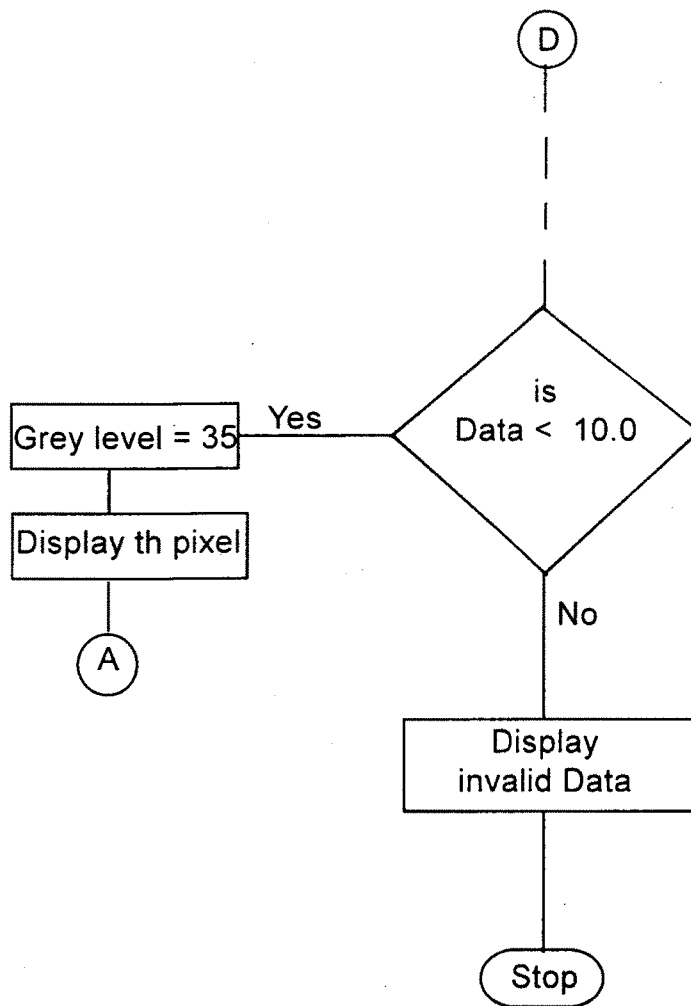 D
is
Data < 10.0
Yes
Grey level = 35
Display th pixel
A
No
Display
invalid Data
Stop